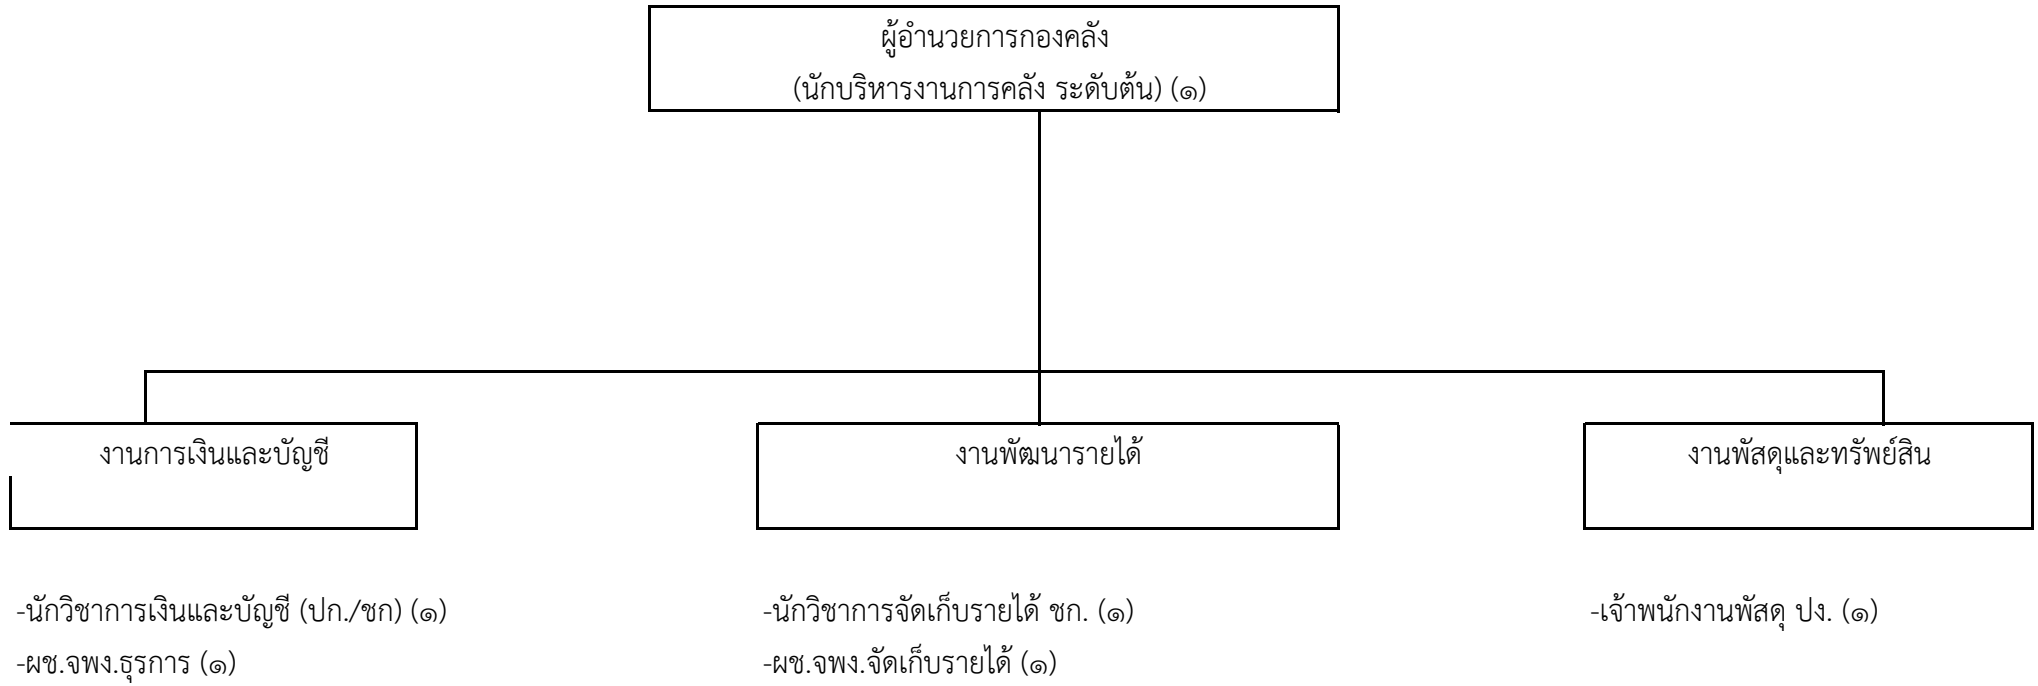 ผู้อำนวยการกองคลัง
(นักบริหารงานการคลัง ระดับต้น) (๑)
งานการเงินและบัญชี
งานพัฒนารายได้
งานพัสดุและทรัพย์สิน
-นักวิชาการเงินและบัญชี (ปก./ชก) (๑)
-ผช.จพง.ธุรการ (๑)
-นักวิชาการจัดเก็บรายได้ ชก. (๑)
-ผช.จพง.จัดเก็บรายได้ (๑)
-เจ้าพนักงานพัสดุ ปง. (๑)